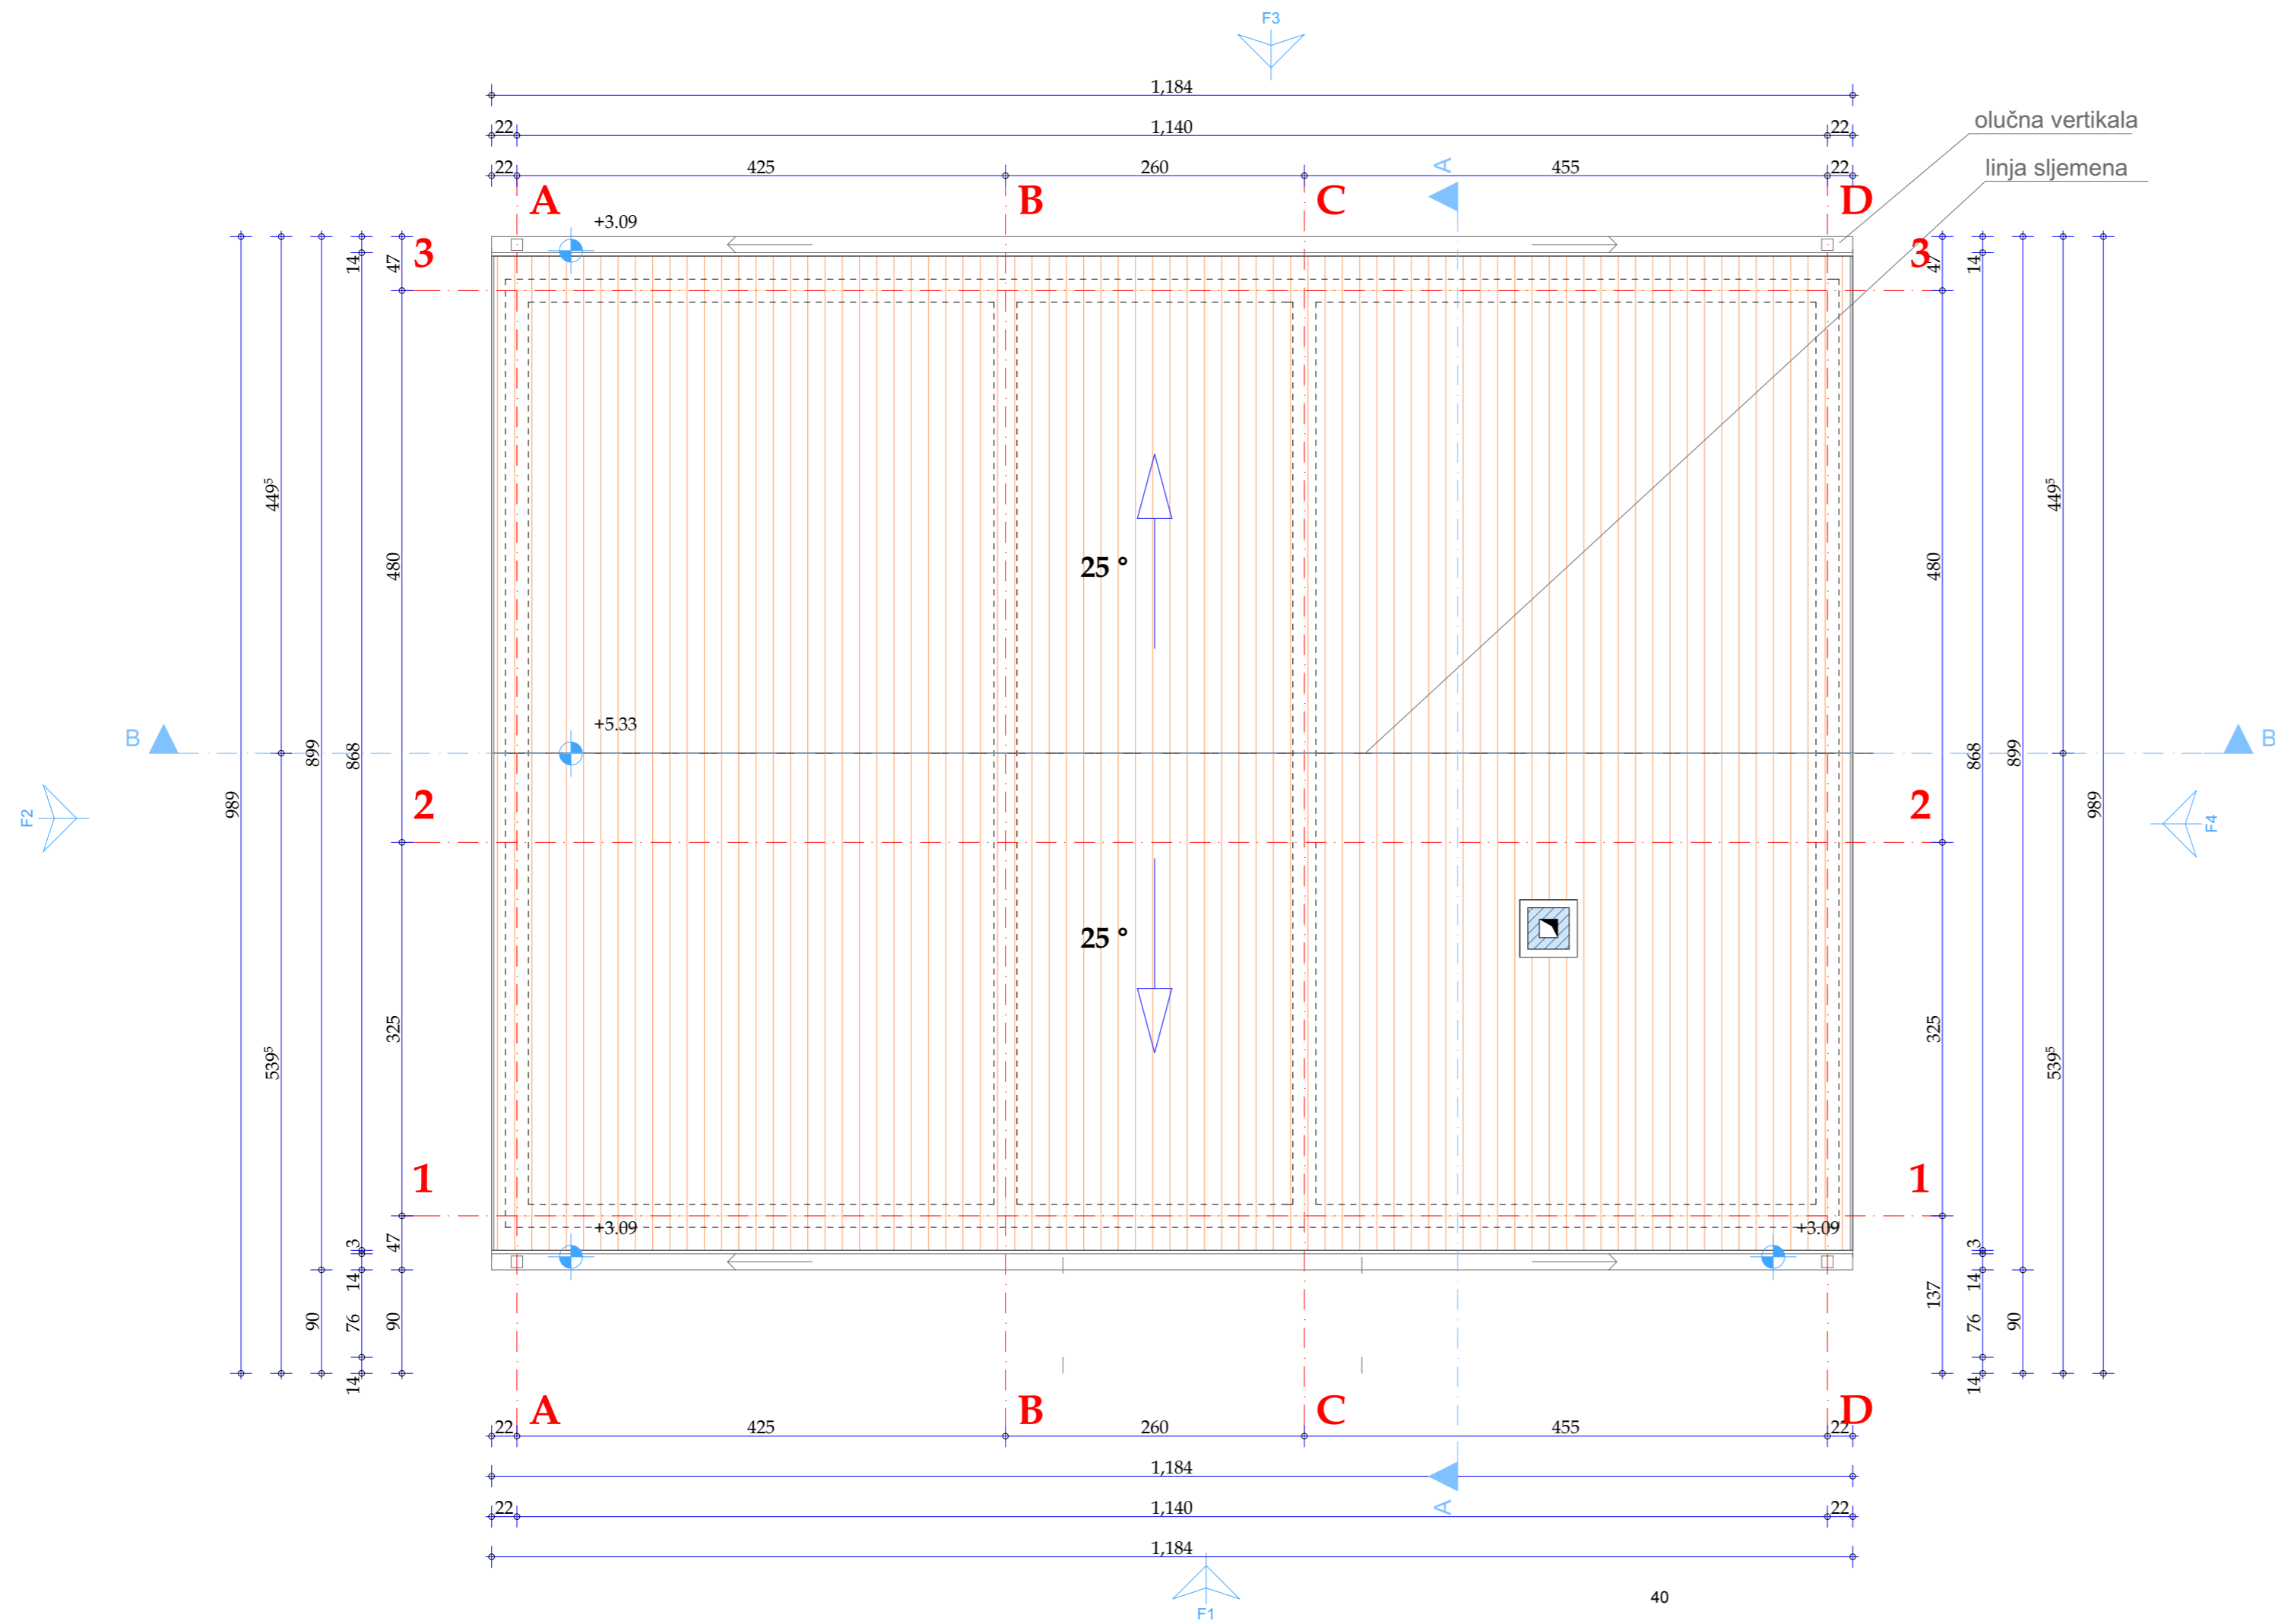 F3
1,184
olučna vertikala
22 1,140 22
linja sljemena
22 425 260 A 455 22
A B C D
+3.09
3 14 47 3 47 14
449⁵ 480 25 ° 480 449⁵
+5.33
B 989 899 868 868 899 989 B
F2 2 2 F4
25 °
539⁵ 325 325 539⁵
1 1
+3.09 +3.09
3 47 3
90 14 76 90 137 14 76 90
14 14
A B C D
22 425 260 455 22
1,184
22 1,140 A 22
1,184
F1
40